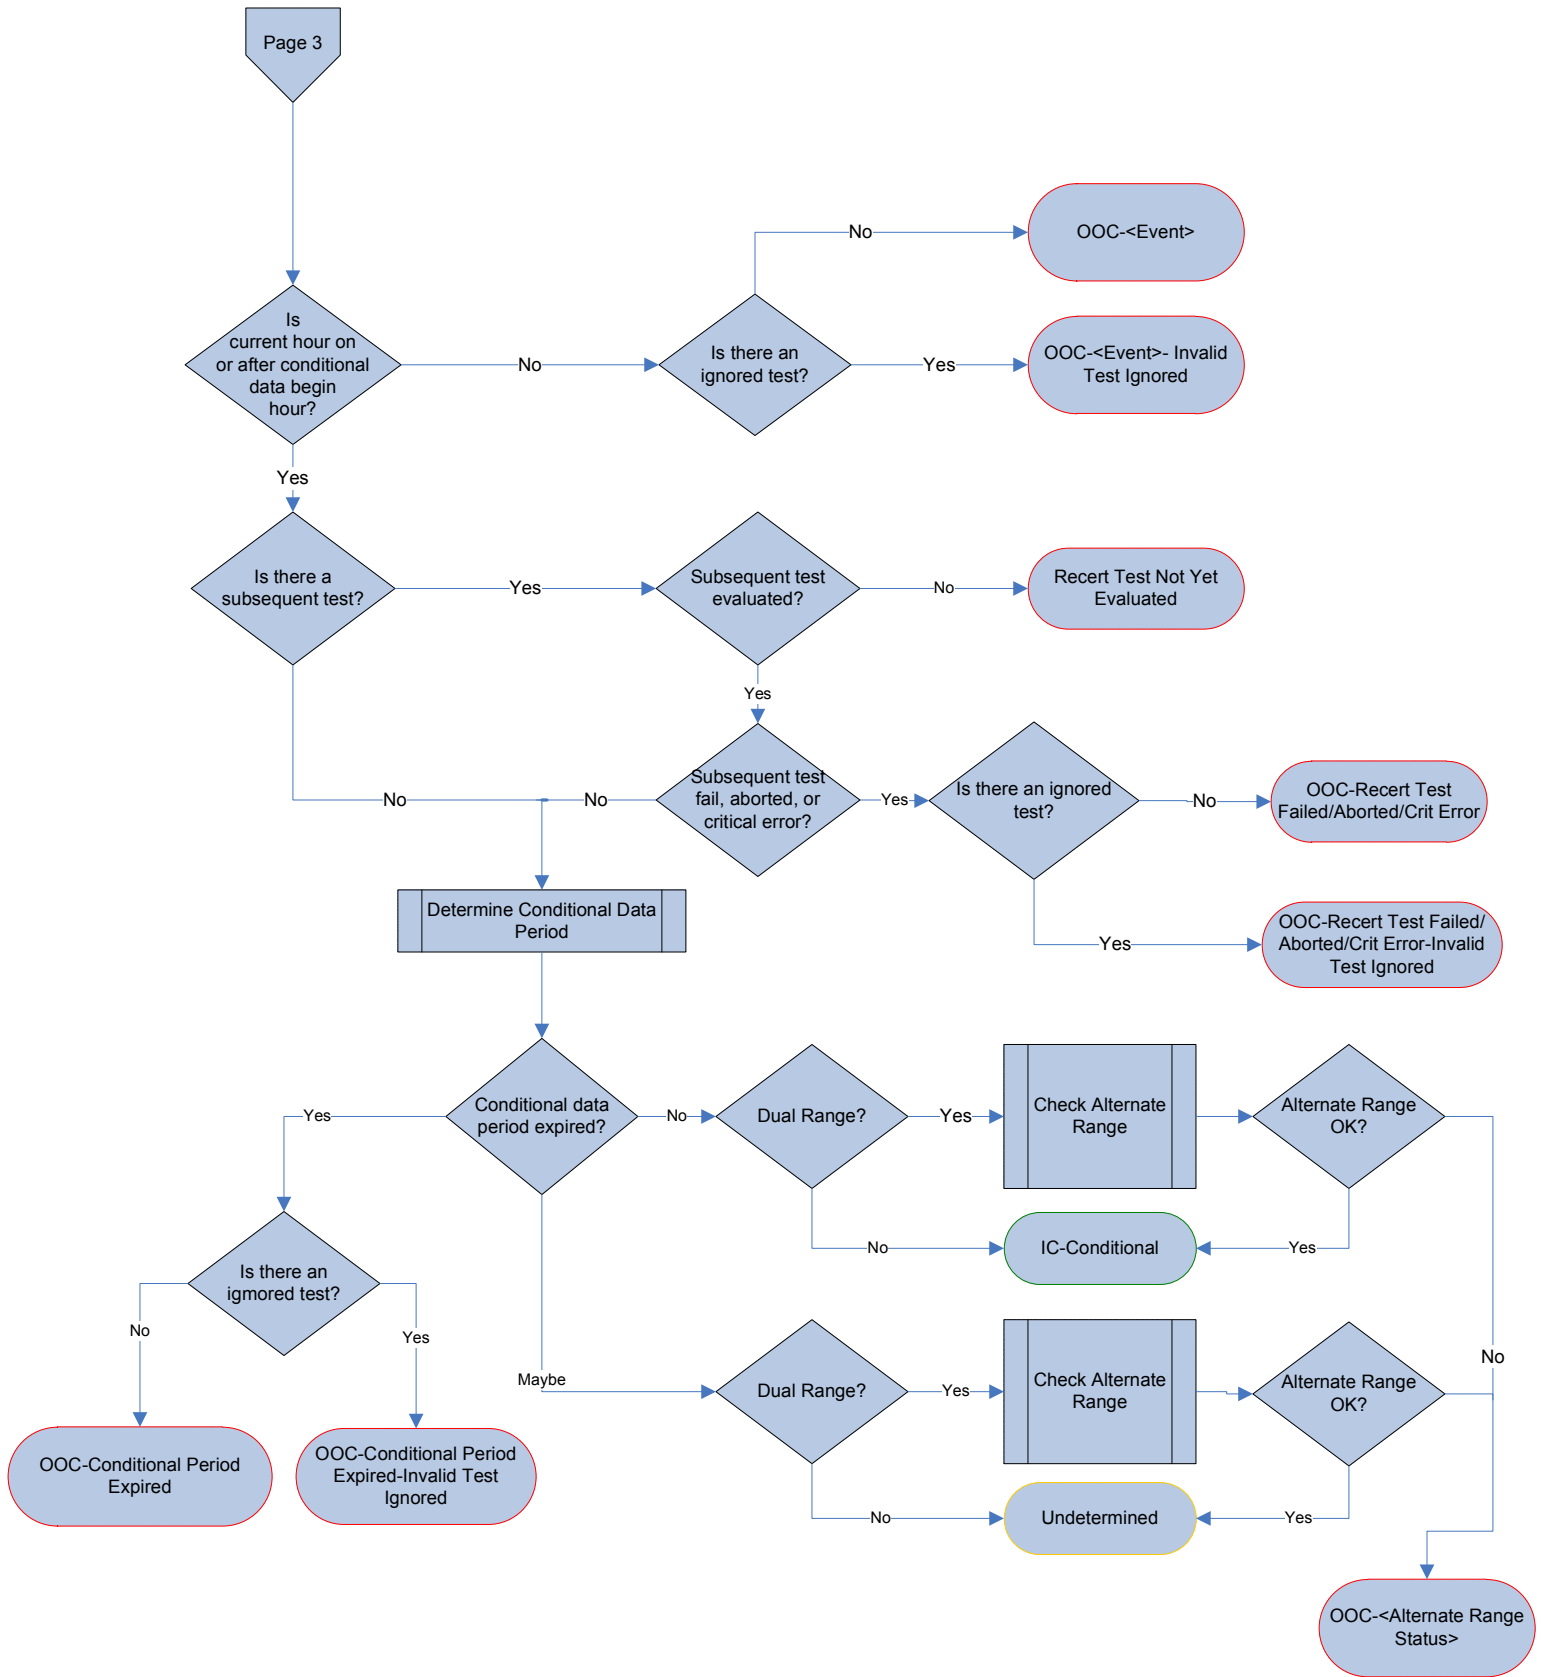 Page 3
No
OOC-<Event>
Is
current hour on
or after conditional
data begin
hour?
No
Is there an
ignored test?
Yes
OOC-<Event>- Invalid
Test Ignored
Yes
Is there a
subsequent test?
Yes
Subsequent test
evaluated?
No
Recert Test Not Yet
Evaluated
Yes
No
No
Subsequent test
fail, aborted, or
critical error?
Yes
Is there an ignored
test?
No
OOC-Recert Test
Failed/Aborted/Crit Error
Determine Conditional Data
Period
Yes
OOC-Recert Test Failed/
Aborted/Crit Error-Invalid
Test Ignored
Yes
Conditional data
period expired?
No
Dual Range?
Yes
Check Alternate
Range
Alternate Range
OK?
No
IC-Conditional
Yes
Is there an
igmored test?
No
Yes
Maybe
No
Dual Range?
Yes
Check Alternate
Range
Alternate Range
OK?
OOC-Conditional Period
Expired
OOC-Conditional Period
Expired-Invalid Test
Ignored
No
Undetermined
Yes
OOC-<Alternate Range
Status>